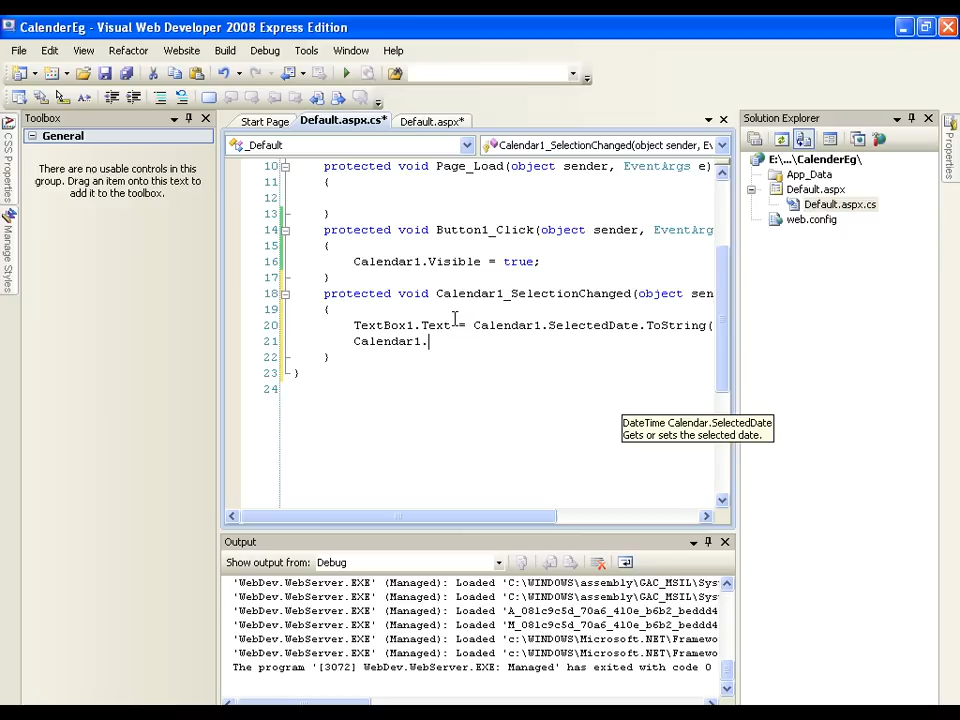 CalenderEg - Visual Web Developer 2008 Express Edition
File Edit View Refactor Website Build Debug Tools Window Help
Toolbox
General
There are no usable controls in this
group. Drag an item onto this text to
add it to the toolbox.
CSS Properties
Manage Styles
Start Page Default.aspx.cs* Default.aspx*
_Default Calendar1_SelectionChanged(object sender, Ev
10 protected void Page_Load(object sender, EventArgs e)
11 {
12
13 }
14 protected void Button1_Click(object sender, EventArg
15 {
16 Calendar1.Visible = true;
17 }
18 protected void Calendar1_SelectionChanged(object sen
19 {
20 TextBox1.Text = Calendar1.SelectedDate.ToString(
21 Calendar1.
22 }
23 }
24
DateTime Calendar.SelectedDate
Gets or sets the selected date.
Solution Explorer
E:\...\CalenderEg\
App_Data
Default.aspx
Default.aspx.cs
web.config
Properties
Output
Show output from: Debug
'WebDev.WebServer.EXE' (Managed): Loaded 'C:\WINDOWS\assembly\GAC_MSIL\Sys
'WebDev.WebServer.EXE' (Managed): Loaded 'C:\WINDOWS\assembly\GAC_MSIL\Sys
'WebDev.WebServer.EXE' (Managed): Loaded 'A_081c9c5d_70a6_410e_b6b2_beddd4
'WebDev.WebServer.EXE' (Managed): Loaded 'M_081c9c5d_70a6_410e_b6b2_beddd4
'WebDev.WebServer.EXE' (Managed): Loaded 'c:\WINDOWS\Microsoft.NET\Framewo
'WebDev.WebServer.EXE' (Managed): Loaded 'c:\WINDOWS\Microsoft.NET\Framewo
The program '[3072] WebDev.WebServer.EXE: Managed' has exited with code 0